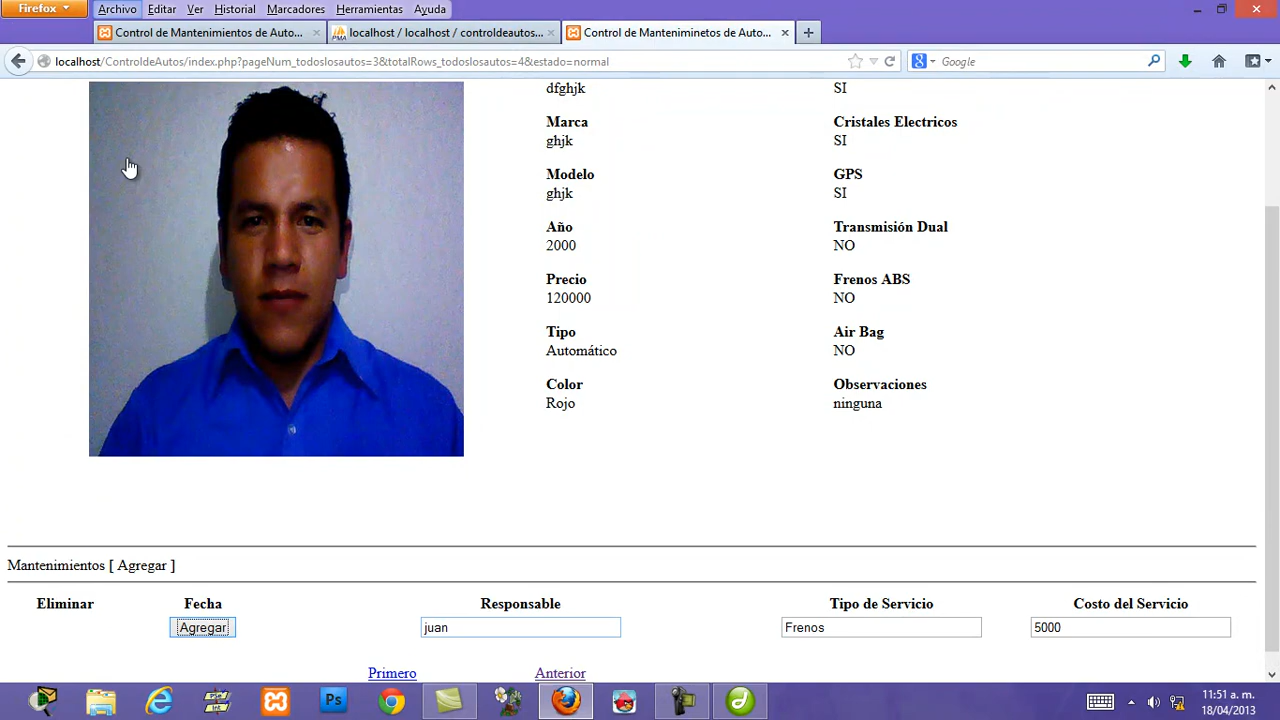 Firefox Archivo Editar Ver Historial Marcadores Herramientas Ayuda
Control de Mantenimientos de Auto... localhost / localhost / controldeautos... Control de Manteniminetos de Auto...
localhost/ControldeAutos/index.php?pageNum_todoslosautos=3&totalRows_todoslosautos=4&estado=normal Google
dfghjk SI
Marca Cristales Electricos
ghjk SI
Modelo GPS
ghjk SI
Año Transmisión Dual
2000 NO
Precio Frenos ABS
120000 NO
Tipo Air Bag
Automático NO
Color Observaciones
Rojo ninguna
Mantenimientos [ Agregar ]
Eliminar Fecha Responsable Tipo de Servicio Costo del Servicio
Agregar juan Frenos 5000
Primero Anterior
Ps 11:51 a. m.
18/04/2013